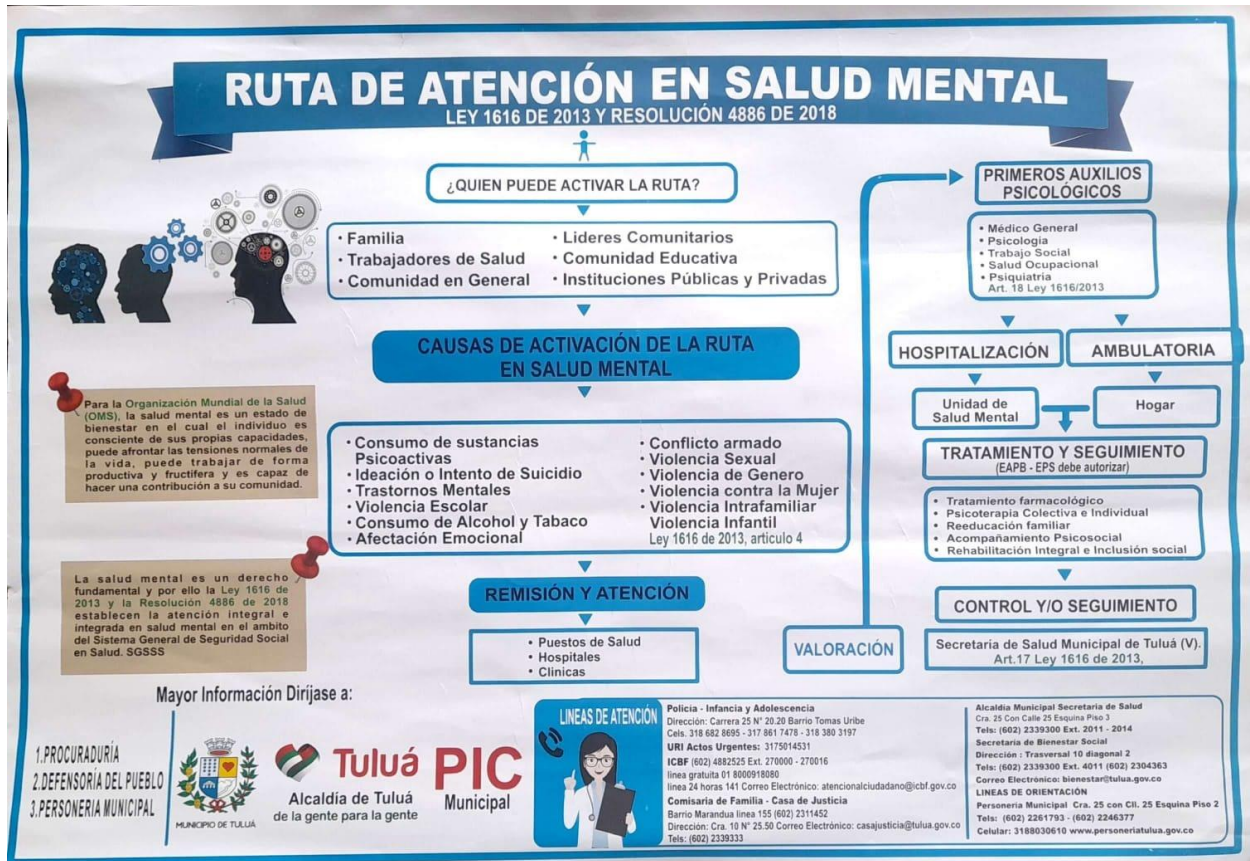 RUTA DE ATENCIÓN EN SALUD MENTAL
LEY 1616 DE 2013 Y RESOLUCIÓN 4886 DE 2018
¿QUIEN PUEDE ACTIVAR LA RUTA?
• Familia
• Trabajadores de Salud
• Comunidad en General
• Lideres Comunitarios
• Comunidad Educativa
• Instituciones Públicas y Privadas
CAUSAS DE ACTIVACIÓN DE LA RUTA
EN SALUD MENTAL
• Consumo de sustancias
Psicoactivas
• Ideación o Intento de Suicidio
• Trastornos Mentales
• Violencia Escolar
• Consumo de Alcohol y Tabaco
• Afectación Emocional
• Conflicto armado
• Violencia Sexual
• Violencia de Genero
• Violencia contra la Mujer
• Violencia Intrafamiliar
Violencia Infantil
Ley 1616 de 2013, articulo 4
REMISIÓN Y ATENCIÓN
• Puestos de Salud
• Hospitales
• Clinicas
VALORACIÓN
PRIMEROS AUXILIOS
PSICOLÓGICOS
• Médico General
• Psicologia
• Trabajo Social
• Salud Ocupacional
• Psiquiatria
Art. 18 Ley 1616/2013
HOSPITALIZACIÓN
AMBULATORIA
Unidad de
Salud Mental
Hogar
TRATAMIENTO Y SEGUIMIENTO
(EAPB - EPS debe autorizar)
• Tratamiento farmacológico
• Psicoterapia Colectiva e Individual
• Reeducación familiar
• Acompañamiento Psicosocial
• Rehabilitación Integral e Inclusión social
CONTROL Y/O SEGUIMIENTO
Secretaría de Salud Municipal de Tuluá (V).
Art.17 Ley 1616 de 2013,
Para la Organización Mundial de la Salud
(OMS), la salud mental es un estado de
bienestar en el cual el individuo es
consciente de sus propias capacidades,
puede afrontar las tensiones normales de
la vida, puede trabajar de forma
productiva y fructífera y es capaz de
hacer una contribución a su comunidad.
La salud mental es un derecho
fundamental y por ello la Ley 1616 de
2013 y la Resolución 4886 de 2018
establecen la atención integral e
integrada en salud mental en el ambito
del Sistema General de Seguridad Social
en Salud. SGSSS
Mayor Información Diríjase a:
1.PROCURADURÍA
2.DEFENSORÍA DEL PUEBLO
3.PERSONERIA MUNICIPAL
MUNICIPIO DE TULUÁ
Tuluá
Alcaldía de Tuluá
de la gente para la gente
PIC
Municipal
LINEAS DE ATENCIÓN
Policía - Infancia y Adolescencia
Dirección: Carrera 25 N° 20.20 Barrio Tomas Uribe
Cels. 318 682 8695 - 317 861 7478 - 318 380 3197
URI Actos Urgentes: 3175014531
ICBF (602) 4882525 Ext. 270000 - 270016
linea gratuita 01 8000918080
linea 24 horas 141 Correo Electrónico: atencionalciudadano@icbf.gov.co
Comisaria de Familia - Casa de Justicia
Barrio Marandua linea 155 (602) 2311452
Dirección: Cra. 10 N° 25.50 Correo Electrónico: casajusticia@tulua.gov.co
Tels: (602) 2339333
Alcaldia Municipal Secretaria de Salud
Cra. 25 Con Calle 25 Esquina Piso 3
Tels: (602) 2339300 Ext. 2011 - 2014
Secretaria de Bienestar Social
Dirección : Trasversal 10 diagonal 2
Tels: (602) 2339300 Ext. 4011 (602) 2304363
Correo Electrónico: bienestar@tulua.gov.co
LINEAS DE ORIENTACIÓN
Personeria Municipal Cra. 25 con Cll. 25 Esquina Piso 2
Tels: (602) 2261793 - (602) 2246377
Celular: 3188030610 www.personeriatulua.gov.co